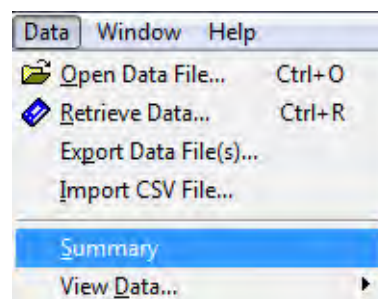 Data Window Help
Open Data File... Ctrl+O
Retrieve Data... Ctrl+R
Export Data File(s)...
Import CSV File...
Summary
View Data...